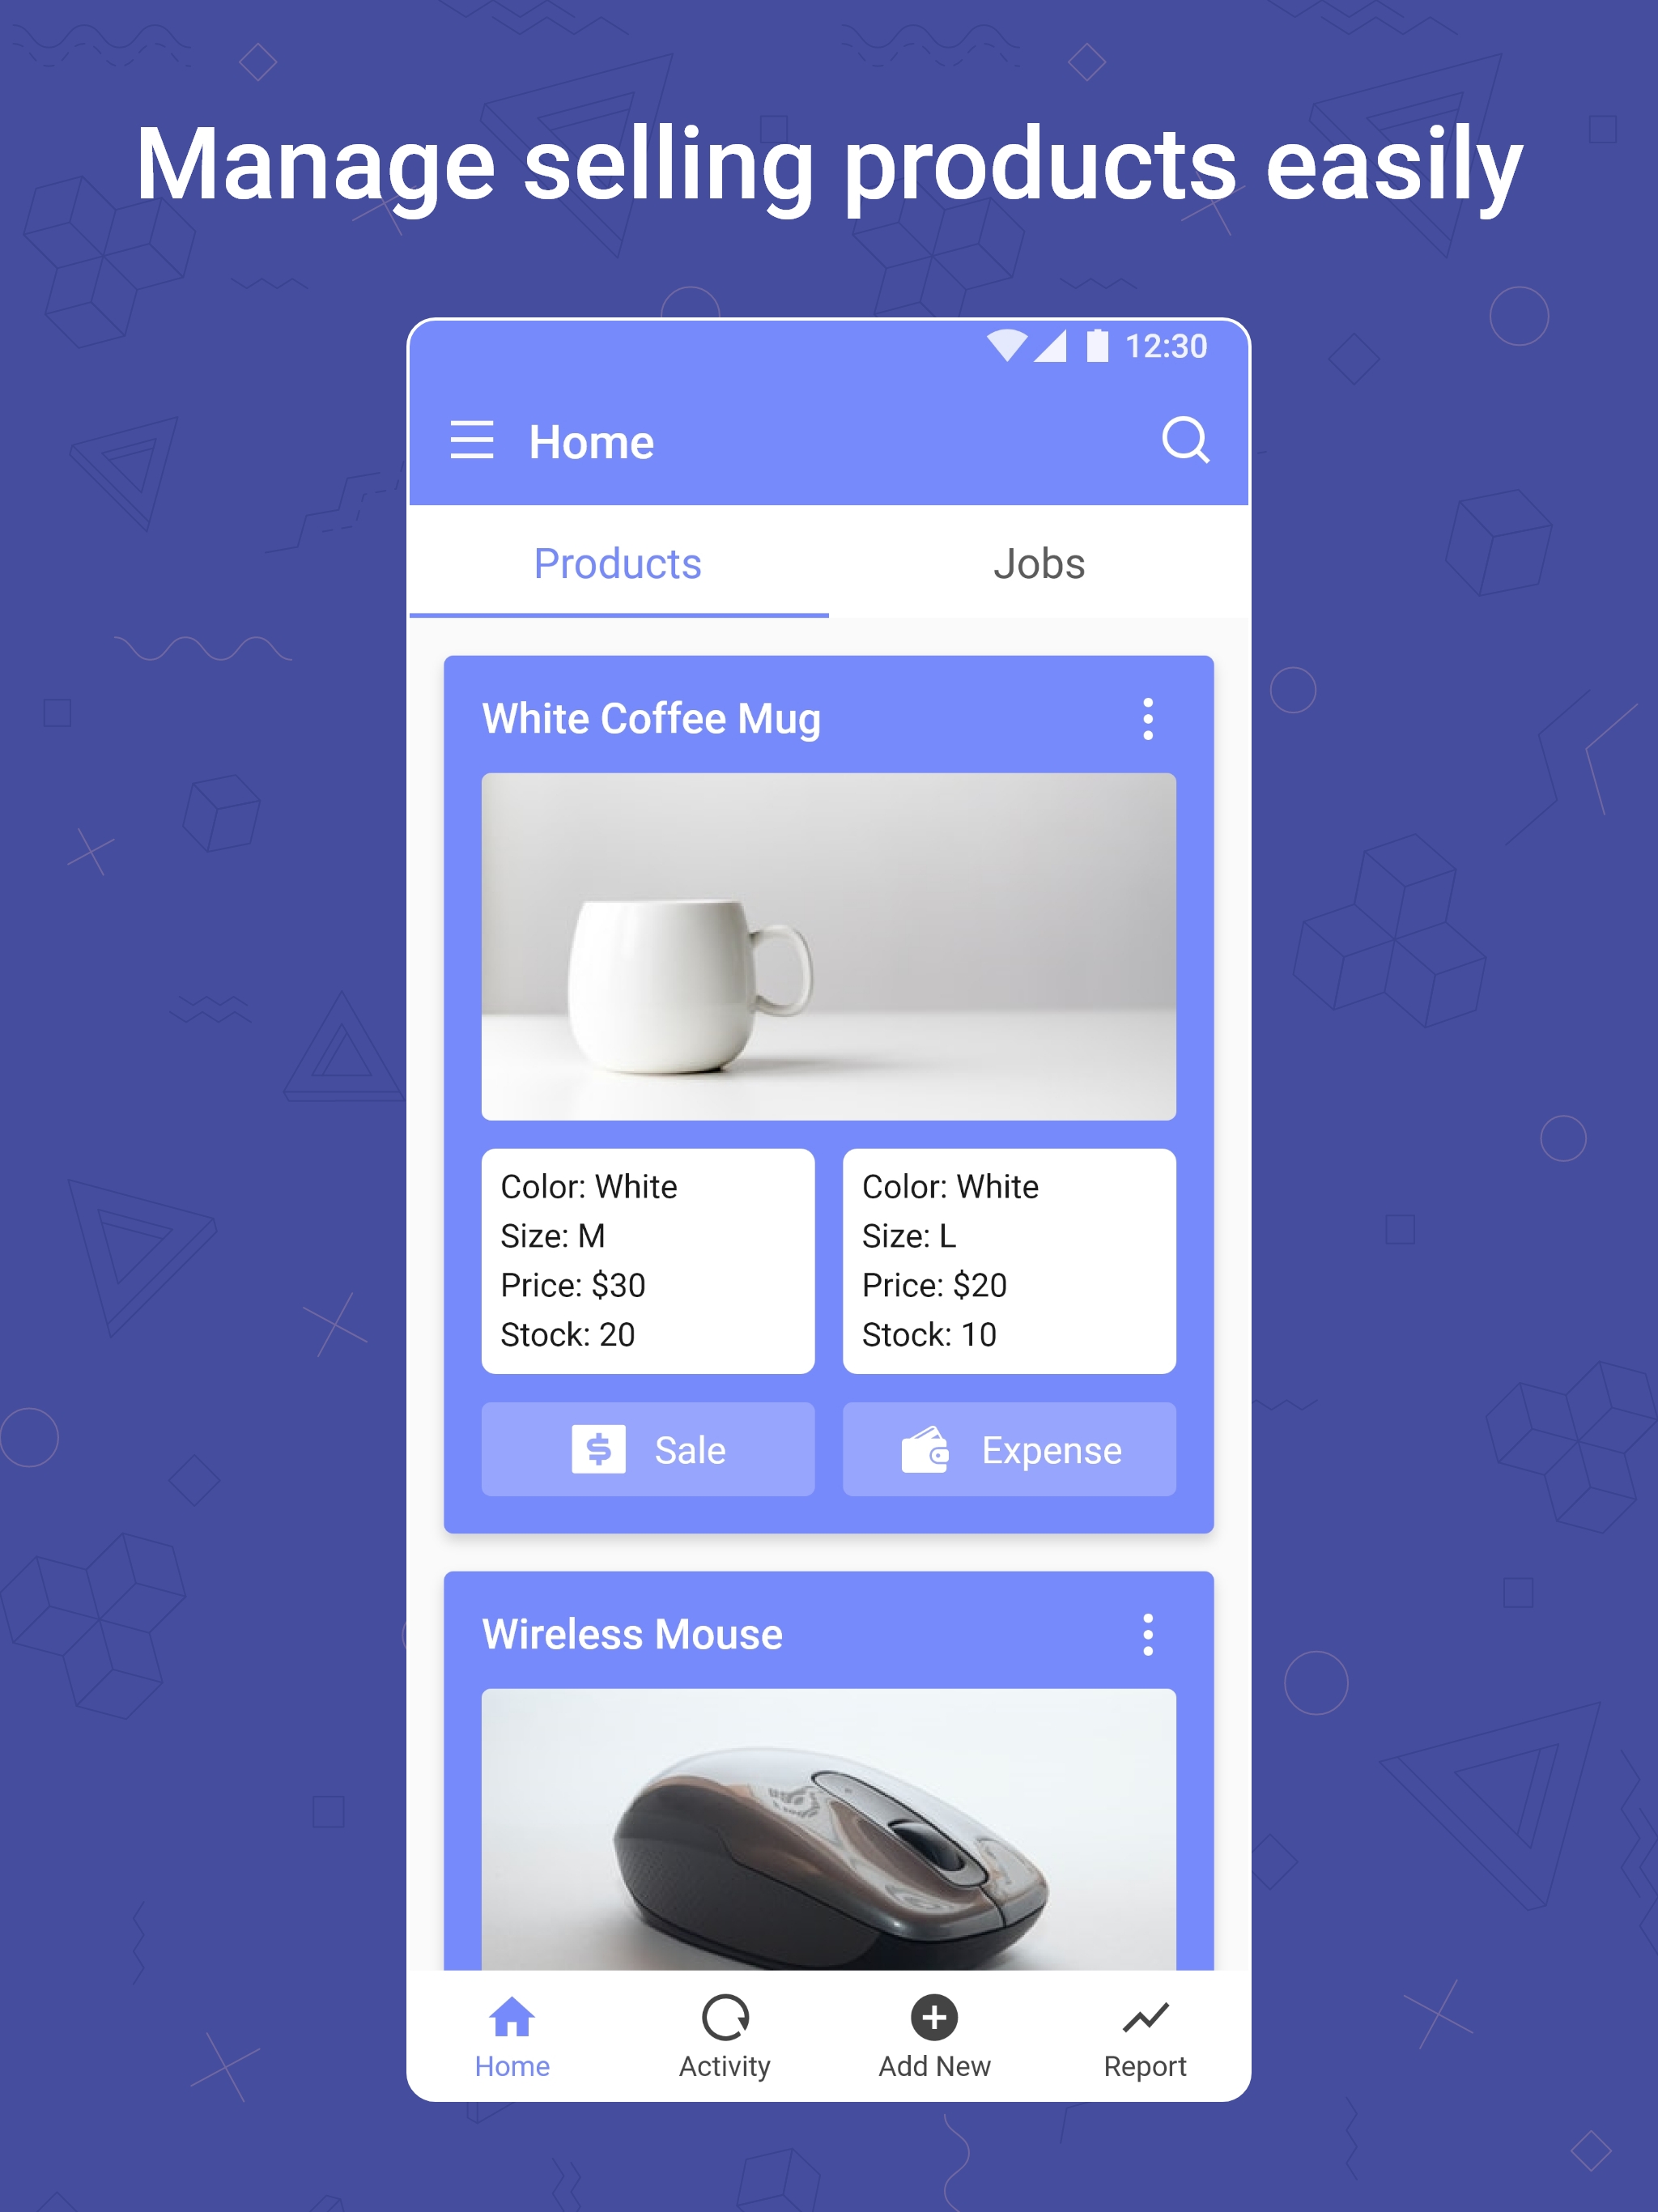 Manage selling products easily
12:30
Home
Products Jobs
White Coffee Mug
Color: White
Size: M
Price: $30
Stock: 20
Color: White
Size: L
Price: $20
Stock: 10
Sale Expense
Wireless Mouse
Home Activity Add New Report